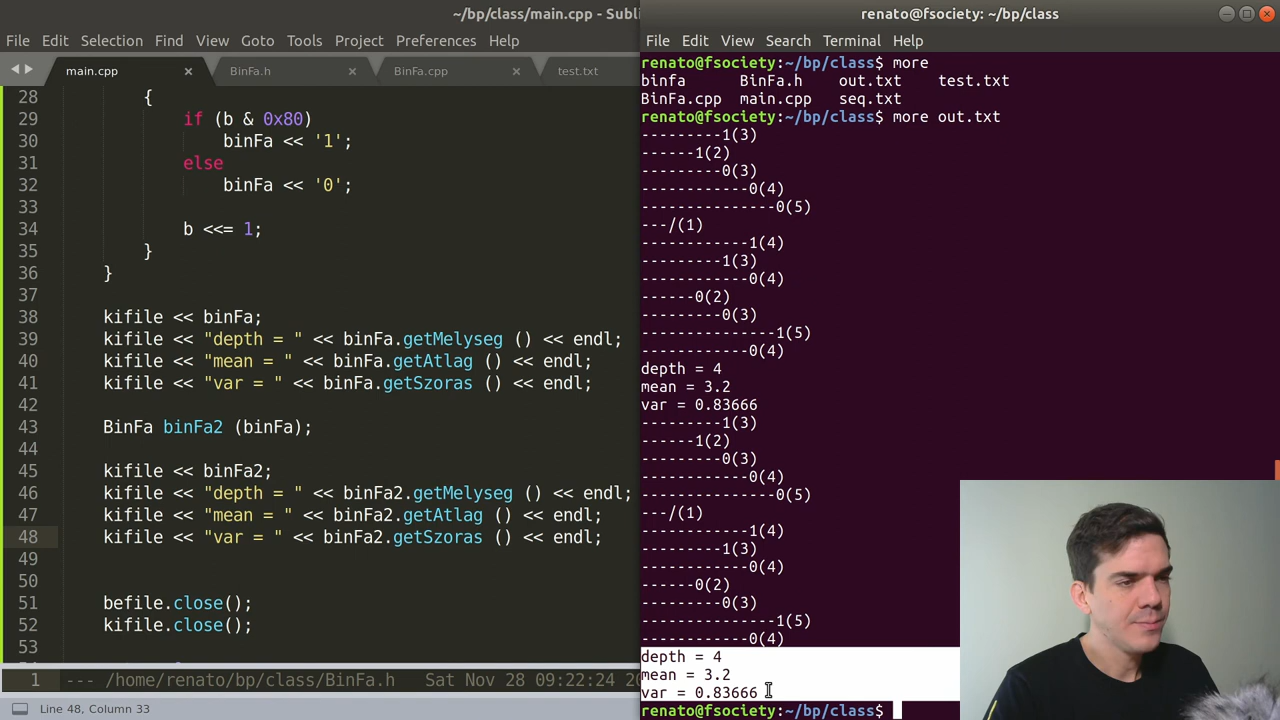 ~/bp/class/main.cpp - Subli
File Edit Selection Find View Goto Tools Project Preferences Help
main.cpp × BinFa.h × BinFa.cpp × test.txt
28 {
29 if (b & 0x80)
30 binFa << '1';
31 else
32 binFa << '0';
33
34 b <<= 1;
35 }
36 }
37
38 kifile << binFa;
39 kifile << "depth = " << binFa.getMelyseg () << endl;
40 kifile << "mean = " << binFa.getAtlag () << endl;
41 kifile << "var = " << binFa.getSzoras () << endl;
42
43 BinFa binFa2 (binFa);
44
45 kifile << binFa2;
46 kifile << "depth = " << binFa2.getMelyseg () << endl;
47 kifile << "mean = " << binFa2.getAtlag () << endl;
48 kifile << "var = " << binFa2.getSzoras () << endl;
49
50
51 befile.close();
52 kifile.close();
53
1 --- /home/renato/bp/class/BinFa.h Sat Nov 28 09:22:24 20
Line 48, Column 33
renato@fsociety: ~/bp/class
File Edit View Search Terminal Help
renato@fsociety:~/bp/class$ more
binfa BinFa.h out.txt test.txt
BinFa.cpp main.cpp seq.txt
renato@fsociety:~/bp/class$ more out.txt
---------1(3)
------1(2)
---------0(3)
------------0(4)
---------------0(5)
---/(1)
------------1(4)
---------1(3)
------------0(4)
------0(2)
---------0(3)
---------------1(5)
------------0(4)
depth = 4
mean = 3.2
var = 0.83666
---------1(3)
------1(2)
---------0(3)
------------0(4)
---------------0(5)
---/(1)
------------1(4)
---------1(3)
------------0(4)
------0(2)
---------0(3)
---------------1(5)
------------0(4)
depth = 4
mean = 3.2
var = 0.83666
renato@fsociety:~/bp/class$